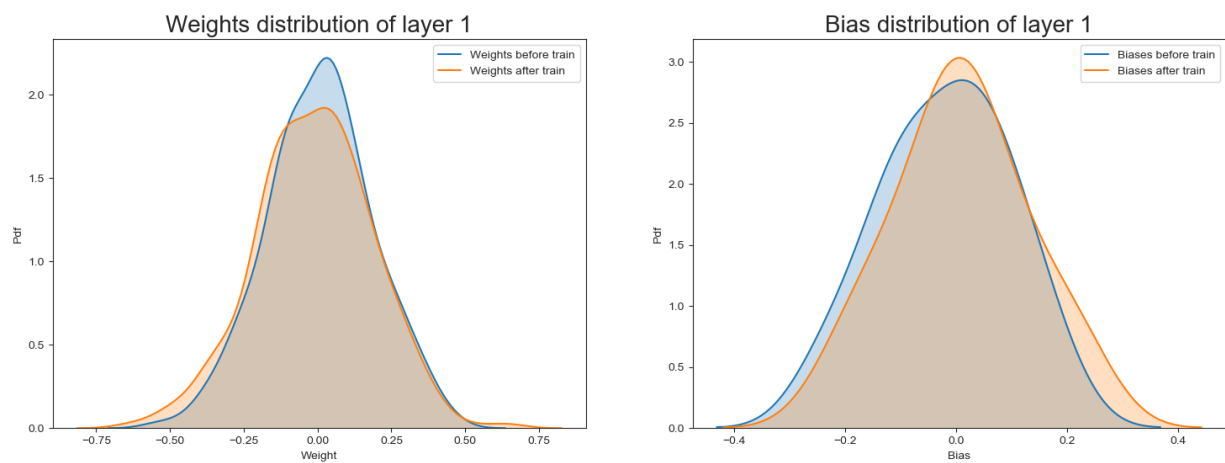 Weights distribution of layer 1
Weights before train
Weights after train
2.0
1.5
1.0
0.5
0.0
Pdf
−0.75
−0.50
−0.25
0.00
0.25
0.50
0.75
Weight
Bias distribution of layer 1
Biases before train
Biases after train
3.0
2.5
2.0
1.5
1.0
0.5
0.0
Pdf
−0.4
−0.2
0.0
0.2
0.4
Bias